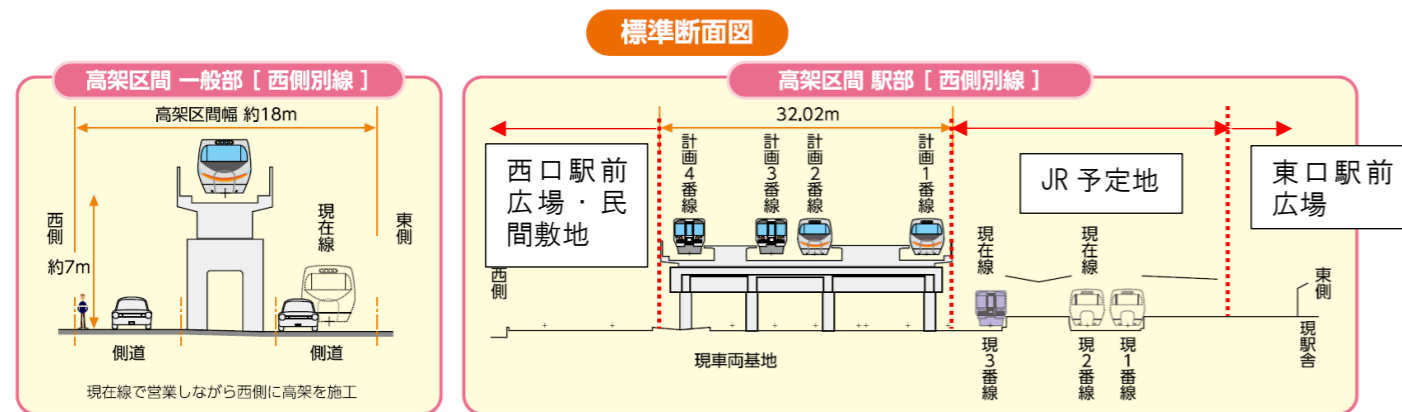 標準断面図
高架区間 一般部 [ 西側別線 ]
高架区間幅 約18m
西側
約7m
現在線
東側
側道
側道
現在線で営業しながら西側に高架を施工
高架区間 駅部 [ 西側別線 ]
32.02m
西口駅前
広場・民
間敷地
計画4番線
計画3番線
計画2番線
計画1番線
JR 予定地
東口駅前
広場
西側
現在線
現在線
東側
現車両基地
現3番線
現2番線
現1番線
現駅舎